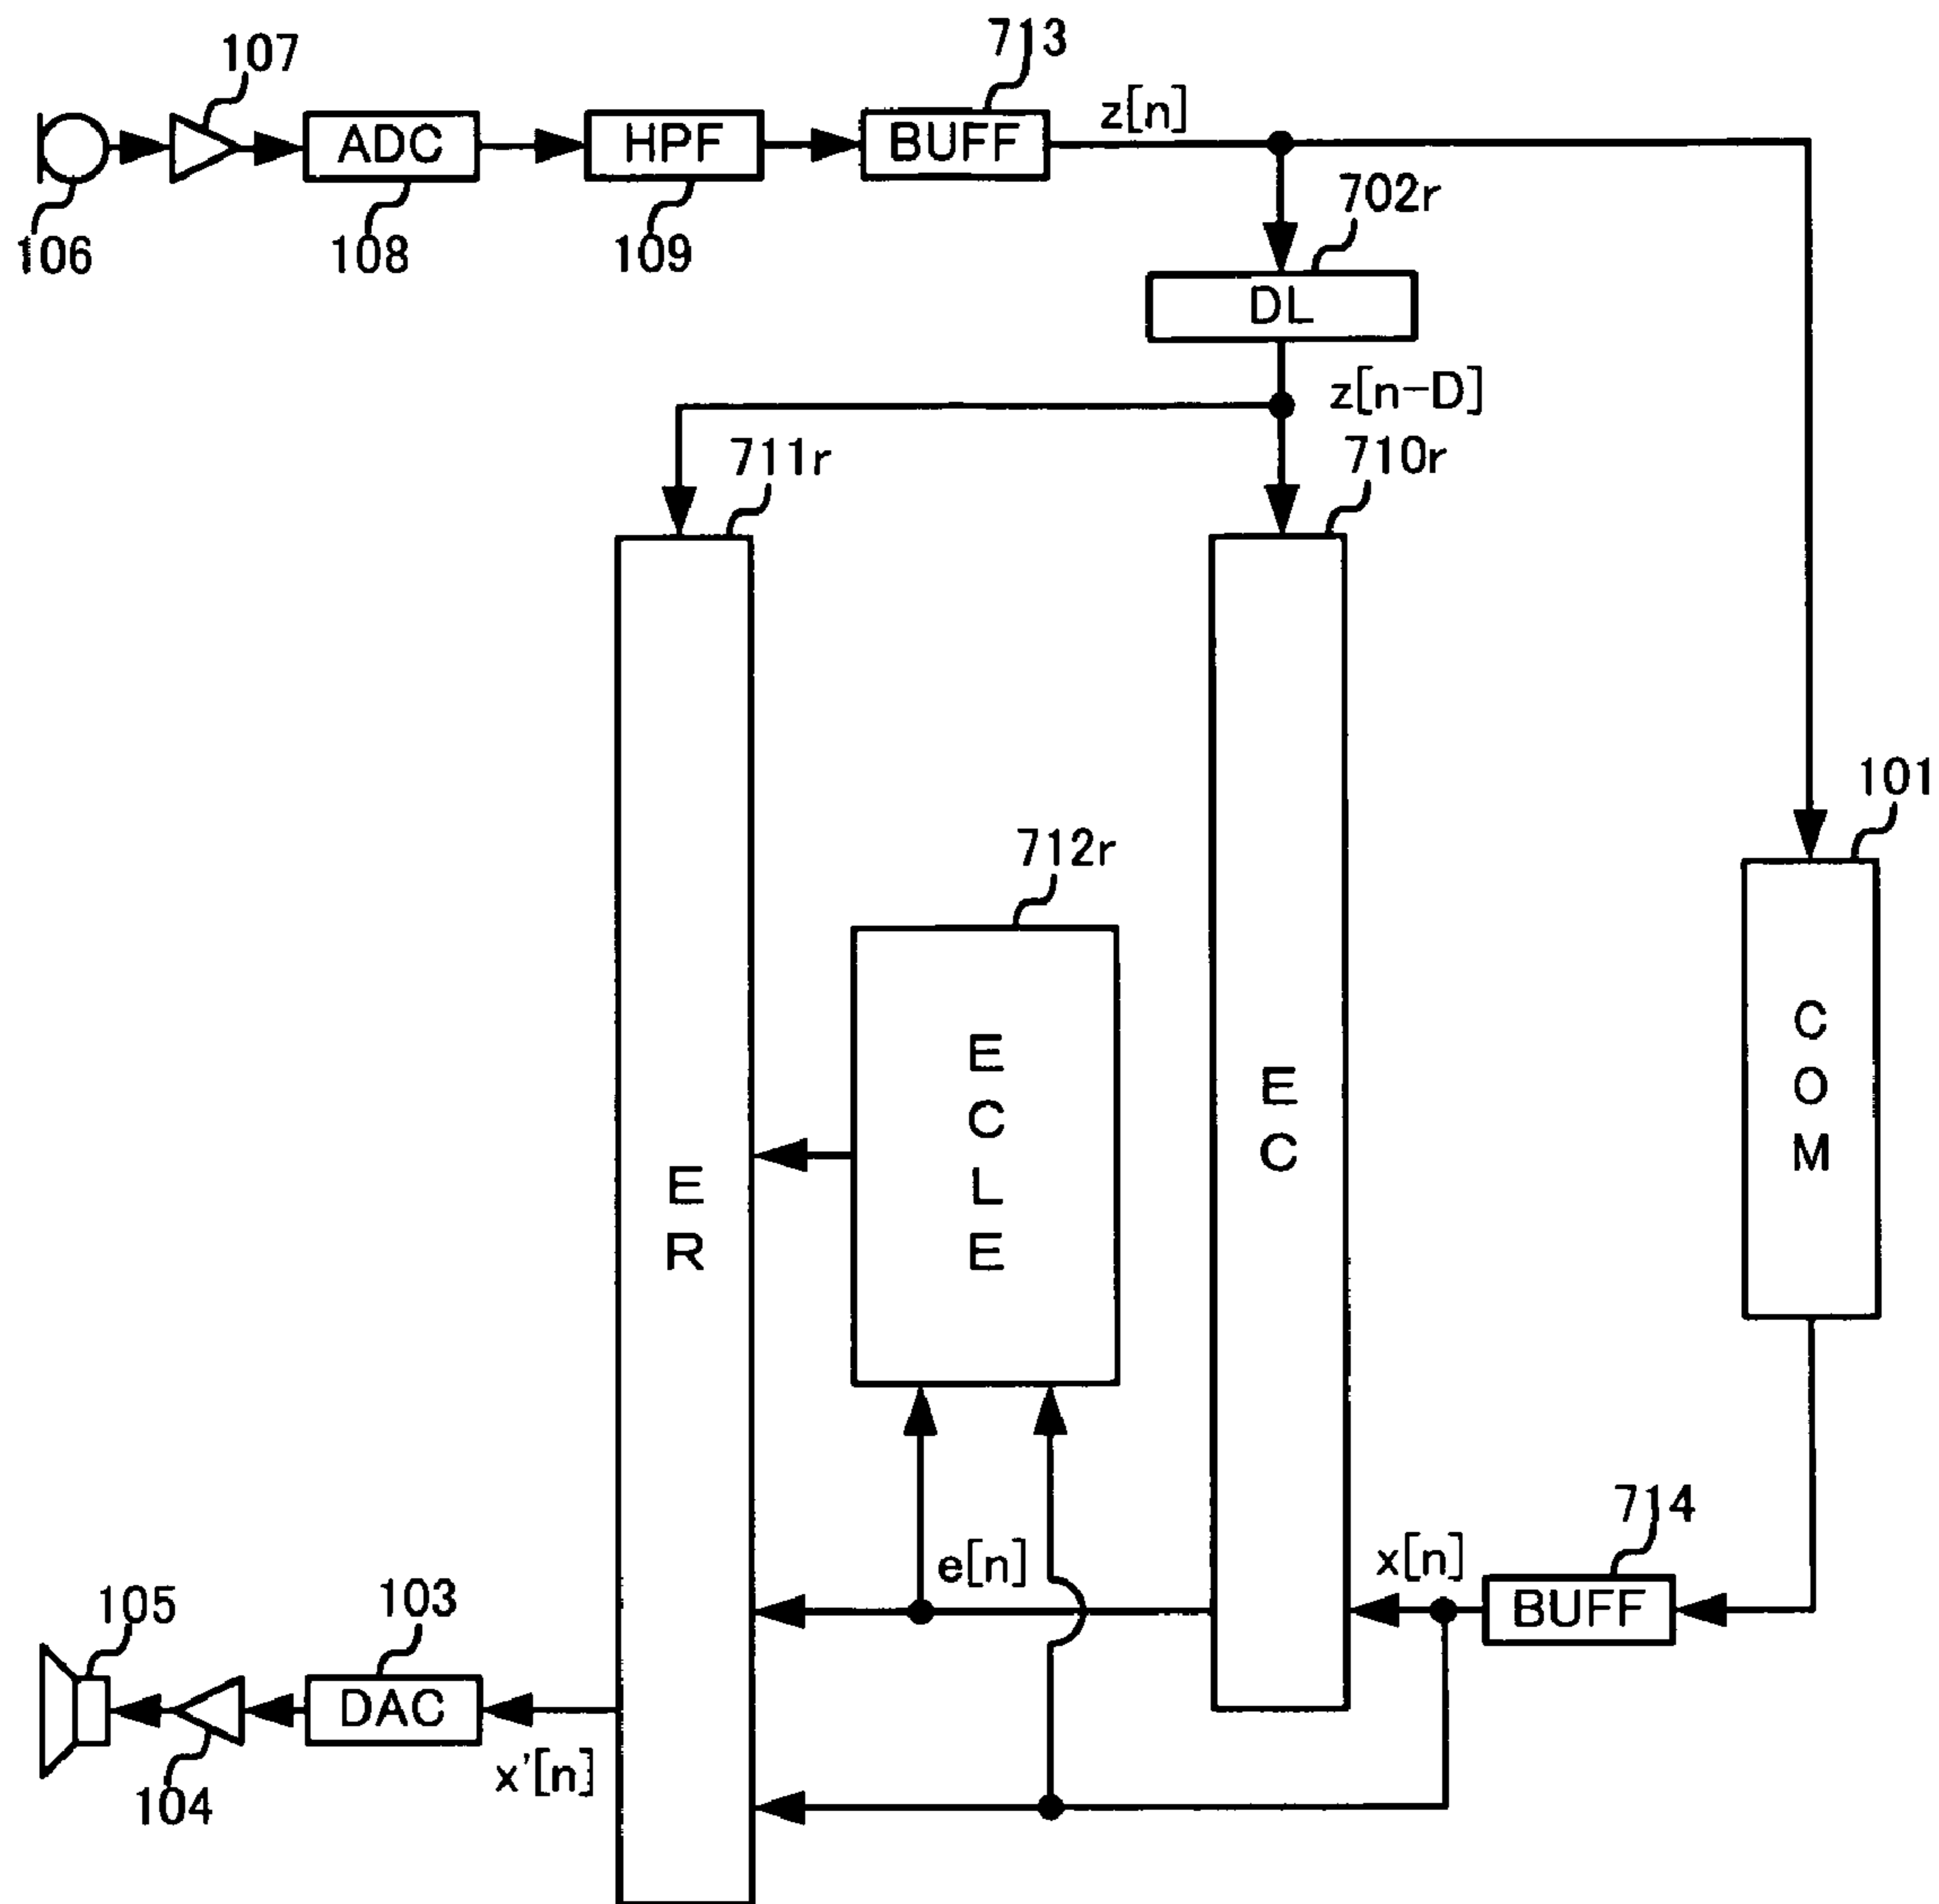 713
107
z[n]
ADC
HPF
BUFF
702r
106
108
109
DL
z[n-D]
711r
710r
101
712r
E
C
L
E
E
C
C
O
M
E
R
714
x[n]
e[n]
103
105
BUFF
DAC
x'[n]
104